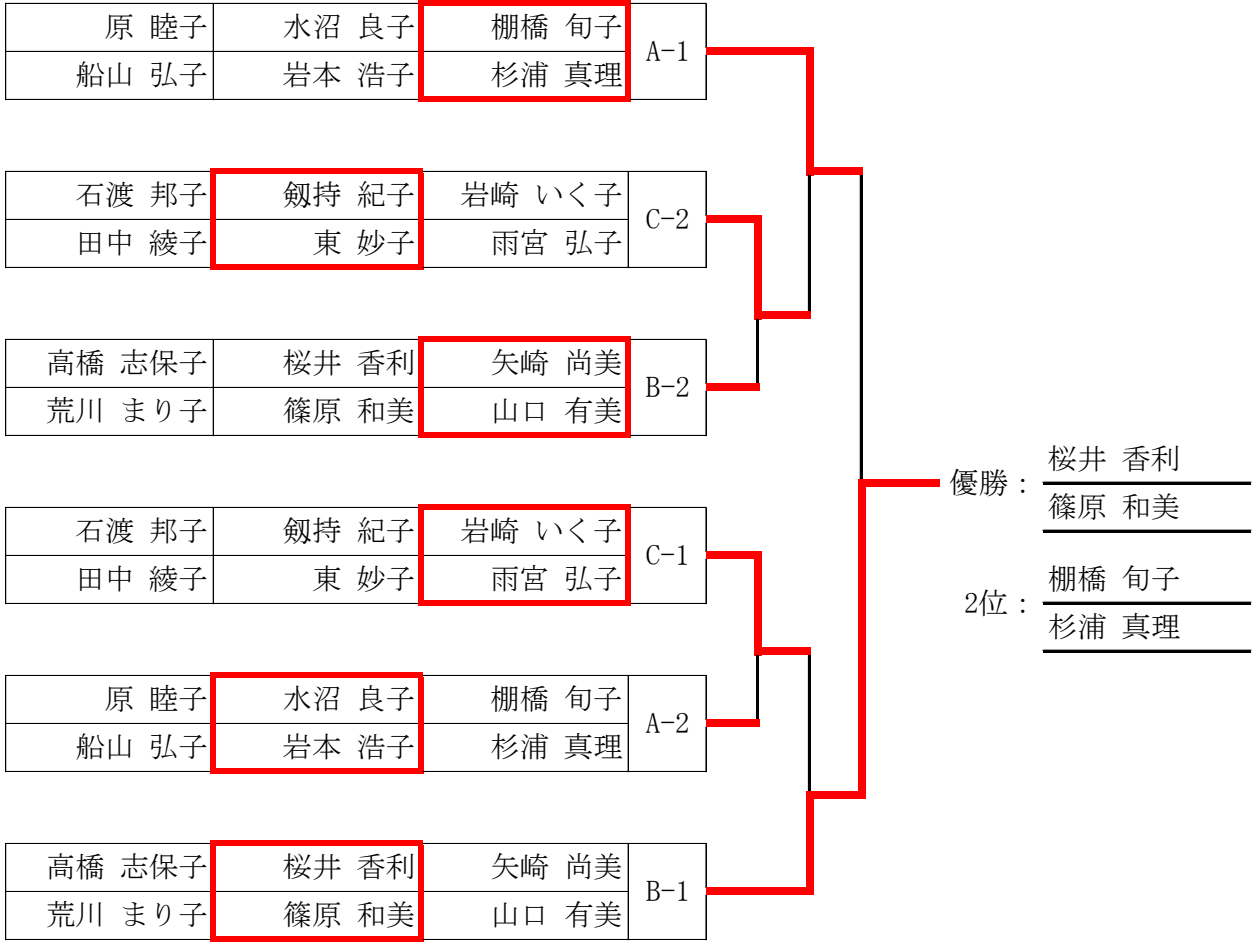 原 睦子 水沼 良子 棚橋 旬子
A-1
船山 弘子 岩本 浩子 杉浦 真理
石渡 邦子 剱持 紀子 岩崎 いく子
C-2
田中 綾子 東 妙子 雨宮 弘子
高橋 志保子 桜井 香利 矢崎 尚美
B-2
荒川 まり子 篠原 和美 山口 有美
石渡 邦子 剱持 紀子 岩崎 いく子
C-1
田中 綾子 東 妙子 雨宮 弘子
原 睦子 水沼 良子 棚橋 旬子
A-2
船山 弘子 岩本 浩子 杉浦 真理
高橋 志保子 桜井 香利 矢崎 尚美
B-1
荒川 まり子 篠原 和美 山口 有美
優勝：
桜井 香利
篠原 和美
2位：
棚橋 旬子
杉浦 真理